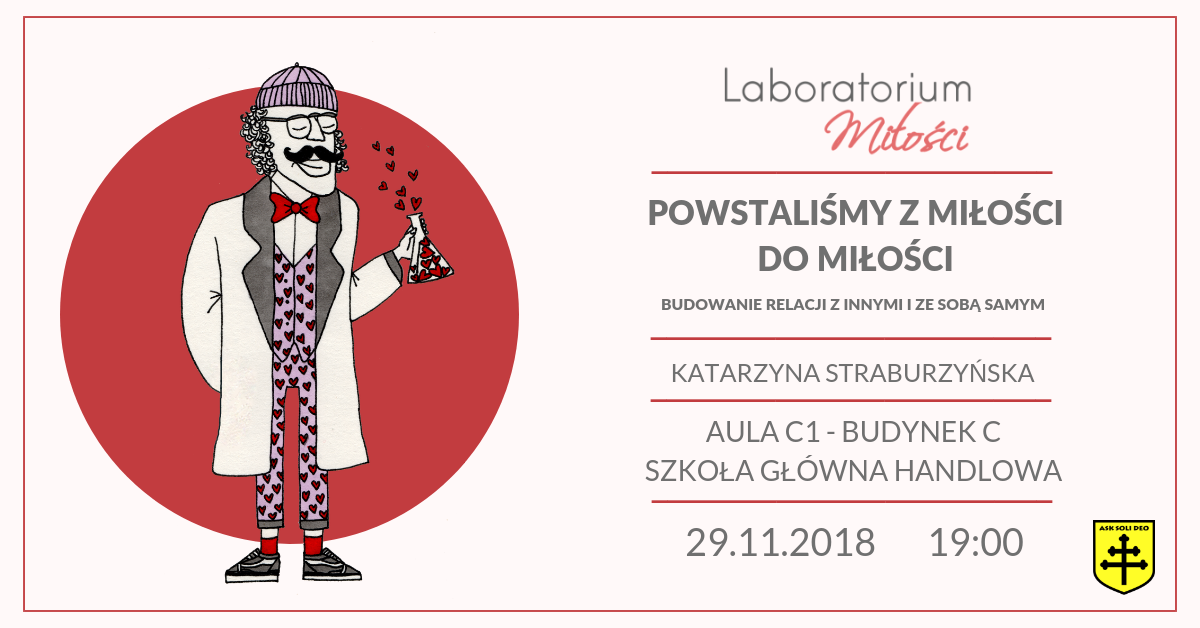 Laboratorium
Miłości
POWSTALIŚMY Z MIŁOŚCI
DO MIŁOŚCI
BUDOWANIE RELACJI Z INNYMI I ZE SOBĄ SAMYM
KATARZYNA STRABURZYŃSKA
AULA C1 - BUDYNEK C
SZKOŁA GŁÓWNA HANDLOWA
29.11.2018 19:00
ASK SOLI DEO